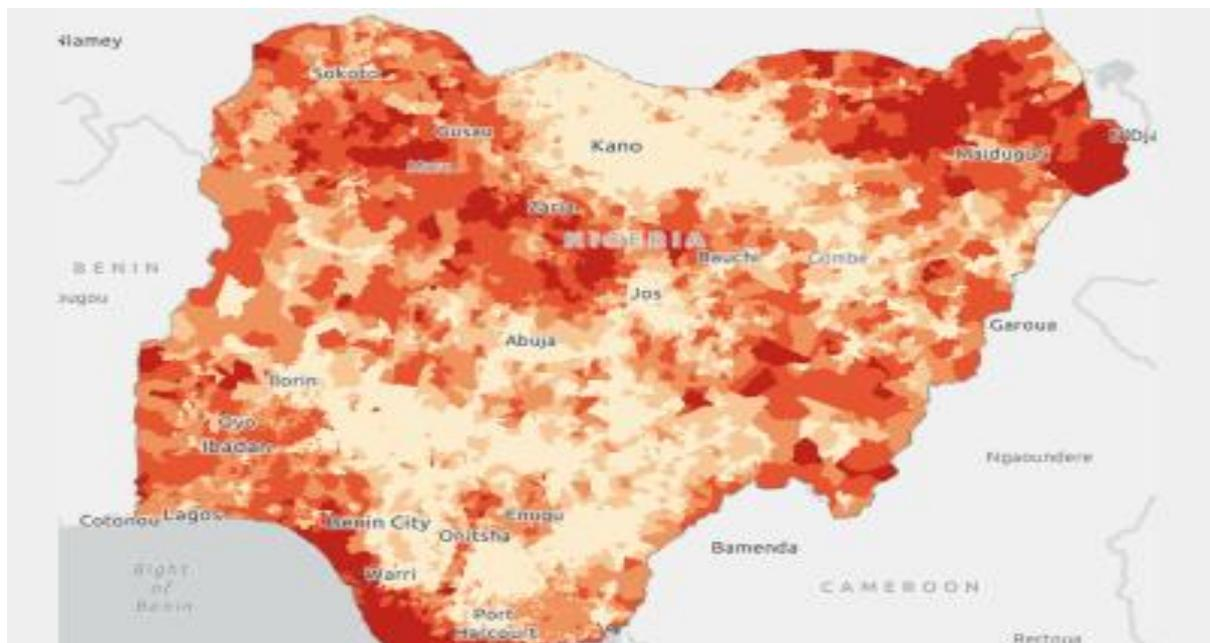 Niamey
Sokoto
Gusau
Kano
Maiduguri
Zaria
NIGERIA
Bauchi
Gombe
BENIN
Jos
Garoua
Abuja
Ilorin
Oyo
Ibadan
Ngaoundere
Cotonou
Lagos
Benin City
Enugu
Onitsha
Bamenda
Bight
of
Benin
Warri
CAMEROON
Port
Harcourt
Bertoua